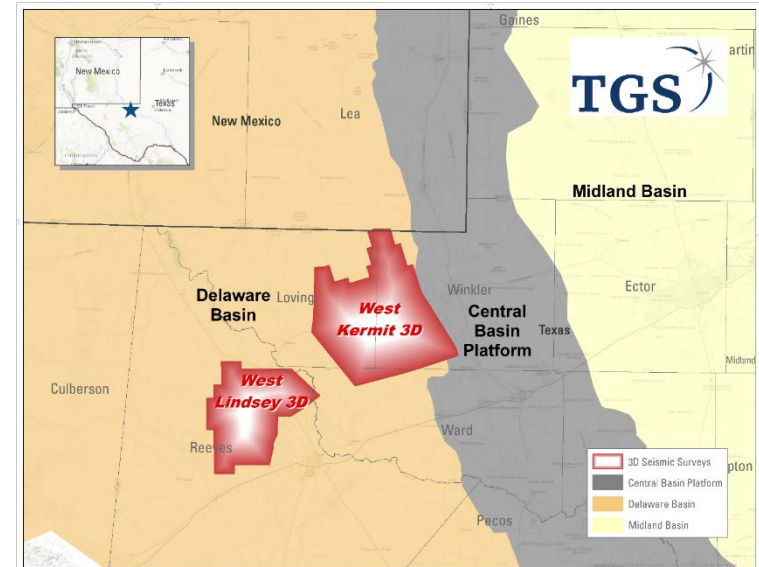 Gaines
artin
New Mexico
Texas
TGS
Lea
New Mexico
Midland Basin
Delaware
Basin
Loving
Winkler
Ector
West
Kermit 3D
Central
Basin
Platform
Texas
Midland
Culberson
West
Lindsey 3D
Reeves
Ward
Pecos
pton
3D Seismic Surveys
Central Basin Platform
Delaware Basin
Midland Basin